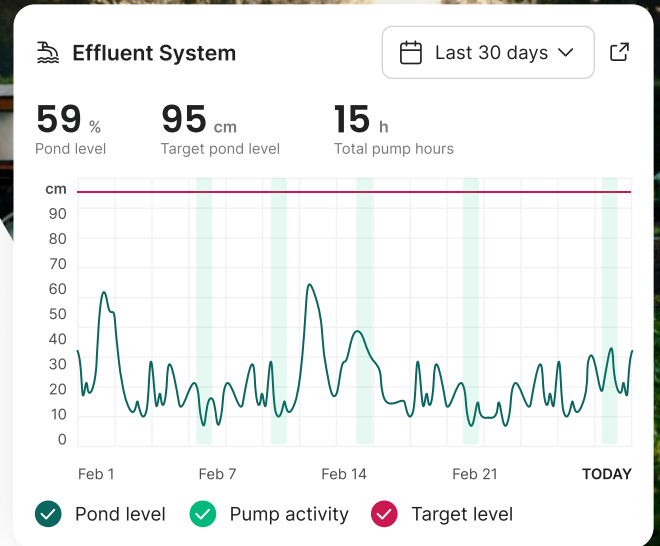 Effluent System
Last 30 days
59 %
Pond level
95 cm
Target pond level
15 h
Total pump hours
cm
90
80
70
60
50
40
30
20
10
0
Feb 1
Feb 7
Feb 14
Feb 21
TODAY
Pond level
Pump activity
Target level